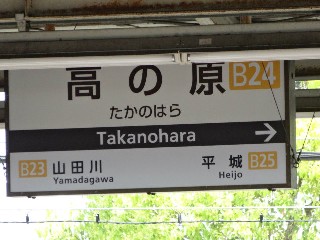 高の原 B24
たかのはら
Takanohara →
B23 山田川 平城 B25
Yamadagawa Heijo